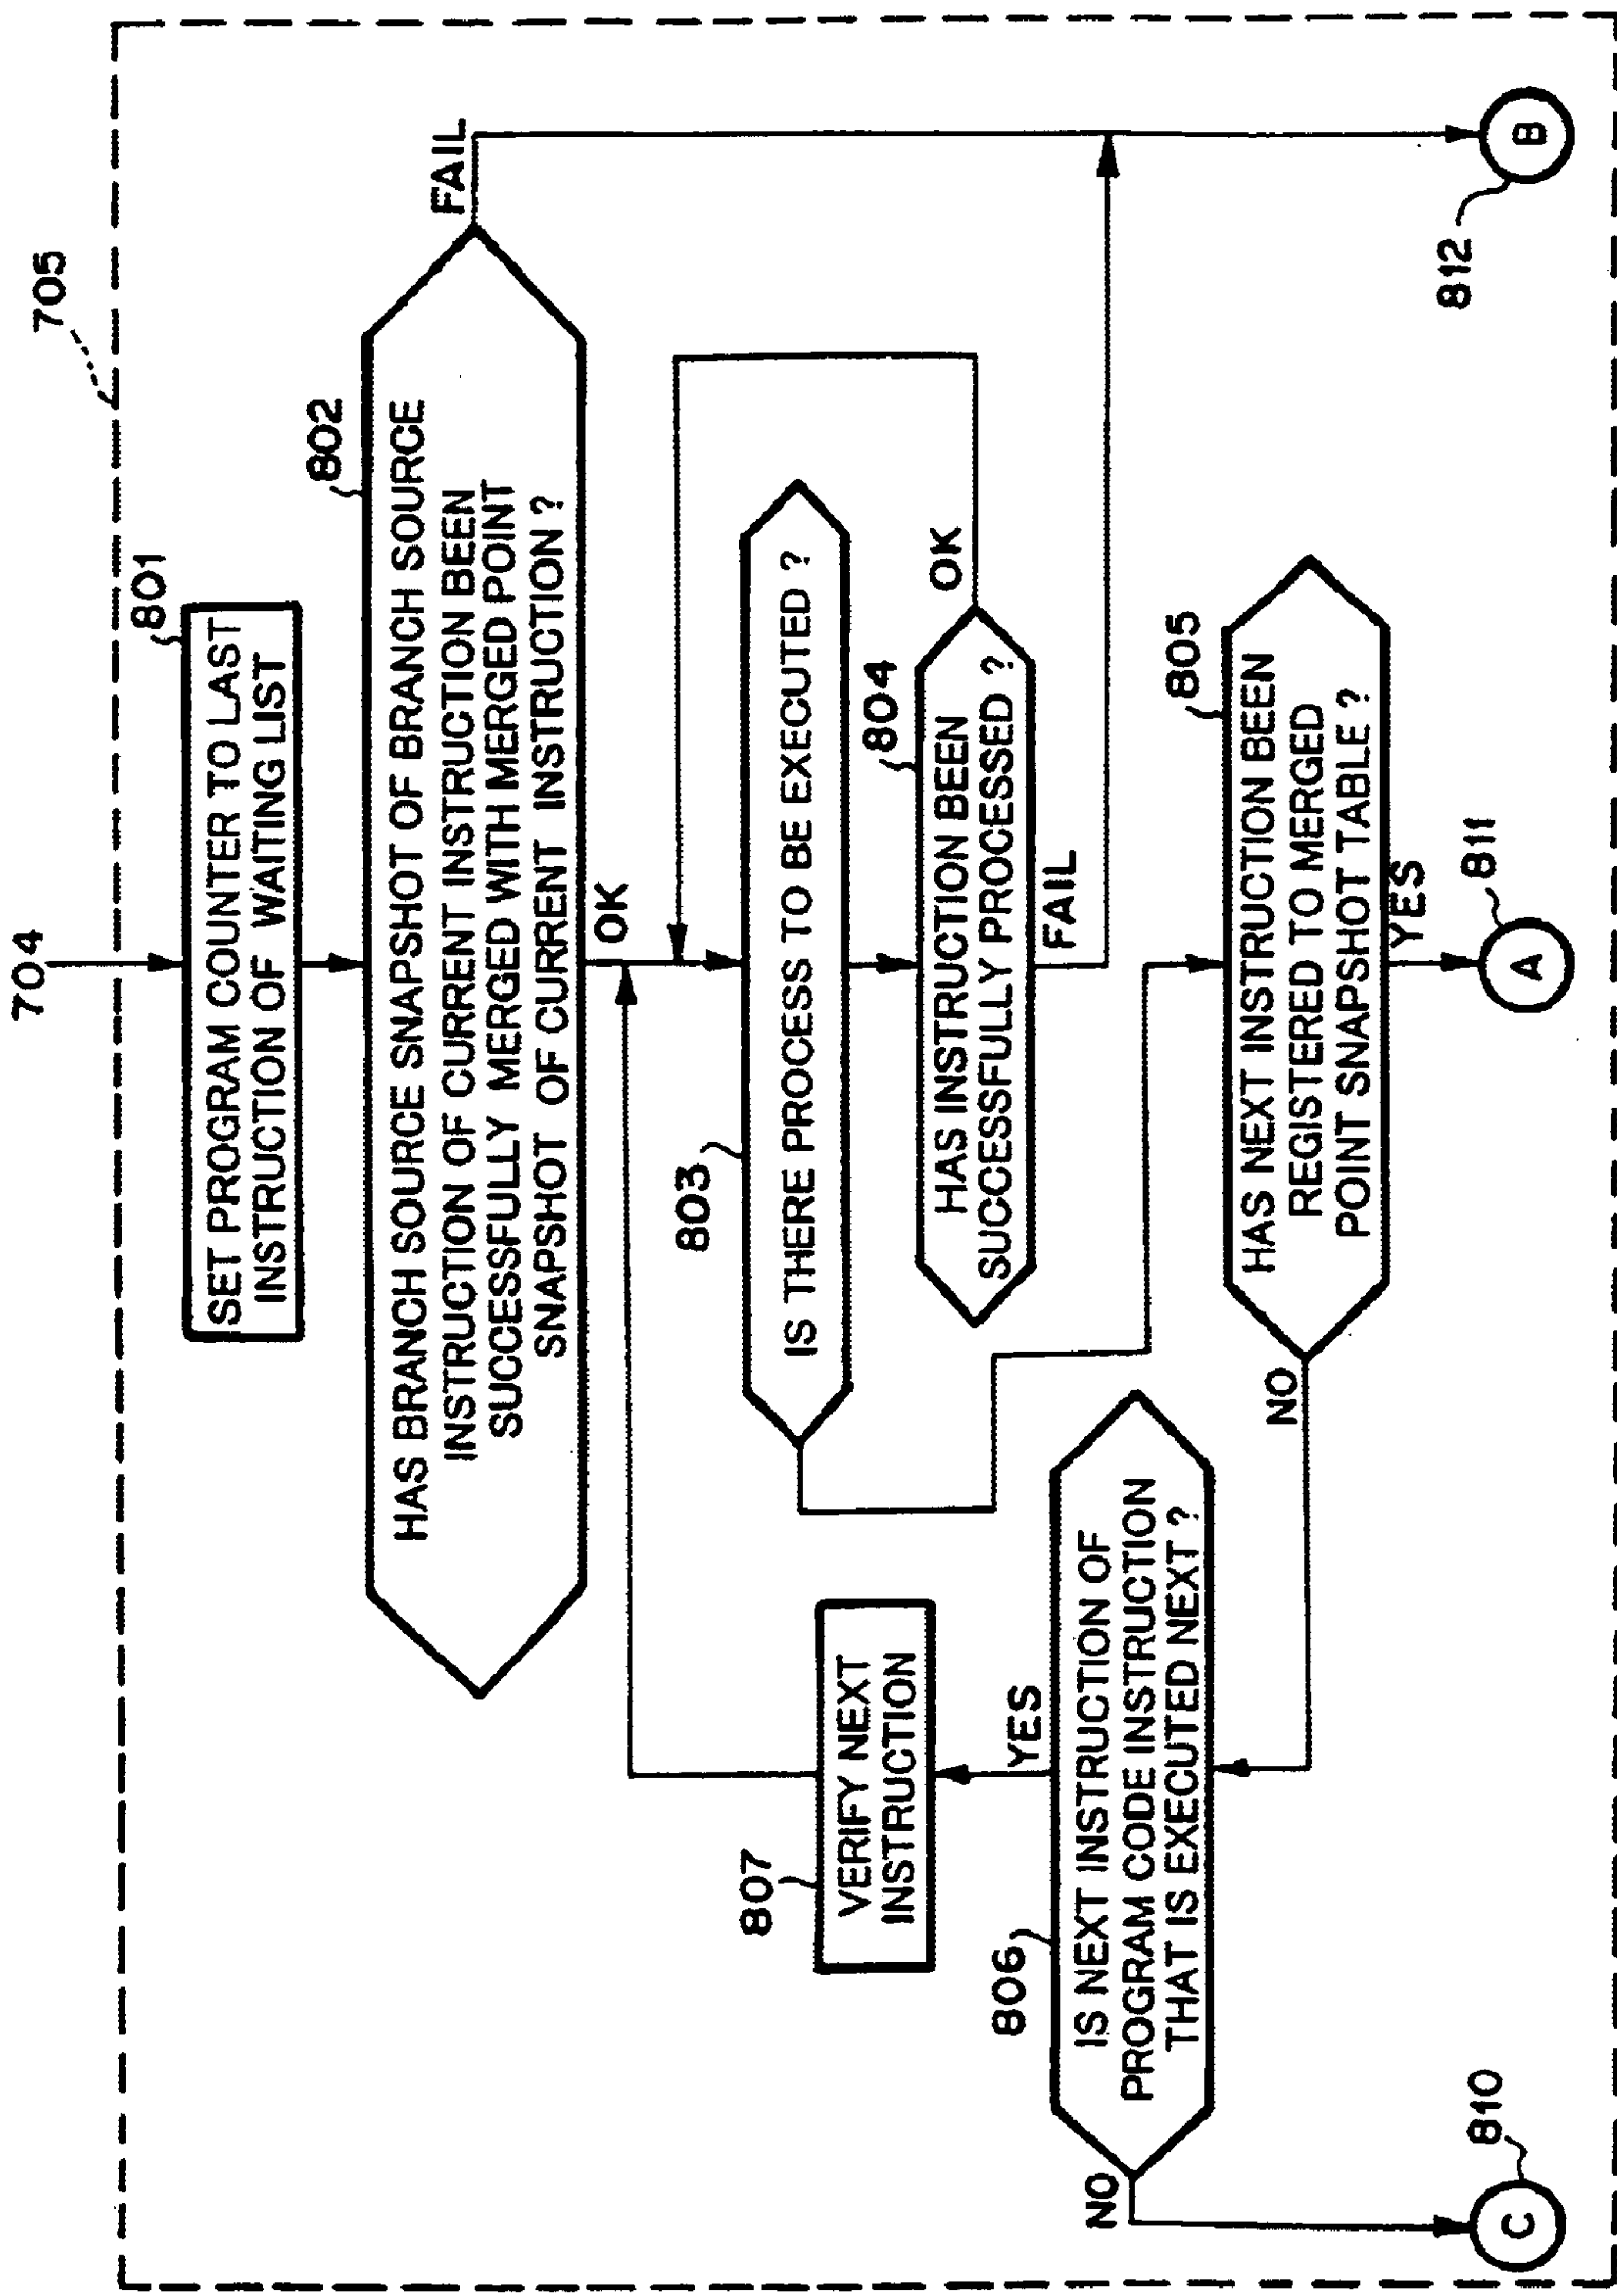 704
705
801
SET PROGRAM COUNTER TO LAST
INSTRUCTION OF WAITING LIST
802
HAS BRANCH SOURCE SNAPSHOT OF BRANCH SOURCE
INSTRUCTION OF CURRENT INSTRUCTION BEEN
SUCCESSFULLY MERGED WITH MERGED POINT
SNAPSHOT OF CURRENT INSTRUCTION ?
FAIL
OK
803
IS THERE PROCESS TO BE EXECUTED ?
804
HAS INSTRUCTION BEEN
SUCCESSFULLY PROCESSED ?
OK
FAIL
805
HAS NEXT INSTRUCTION BEEN
REGISTERED TO MERGED
POINT SNAPSHOT TABLE ?
NO
YES
807
VERIFY NEXT
INSTRUCTION
YES
806
IS NEXT INSTRUCTION OF
PROGRAM CODE INSTRUCTION
THAT IS EXECUTED NEXT ?
NO
810
C
811
A
812
B